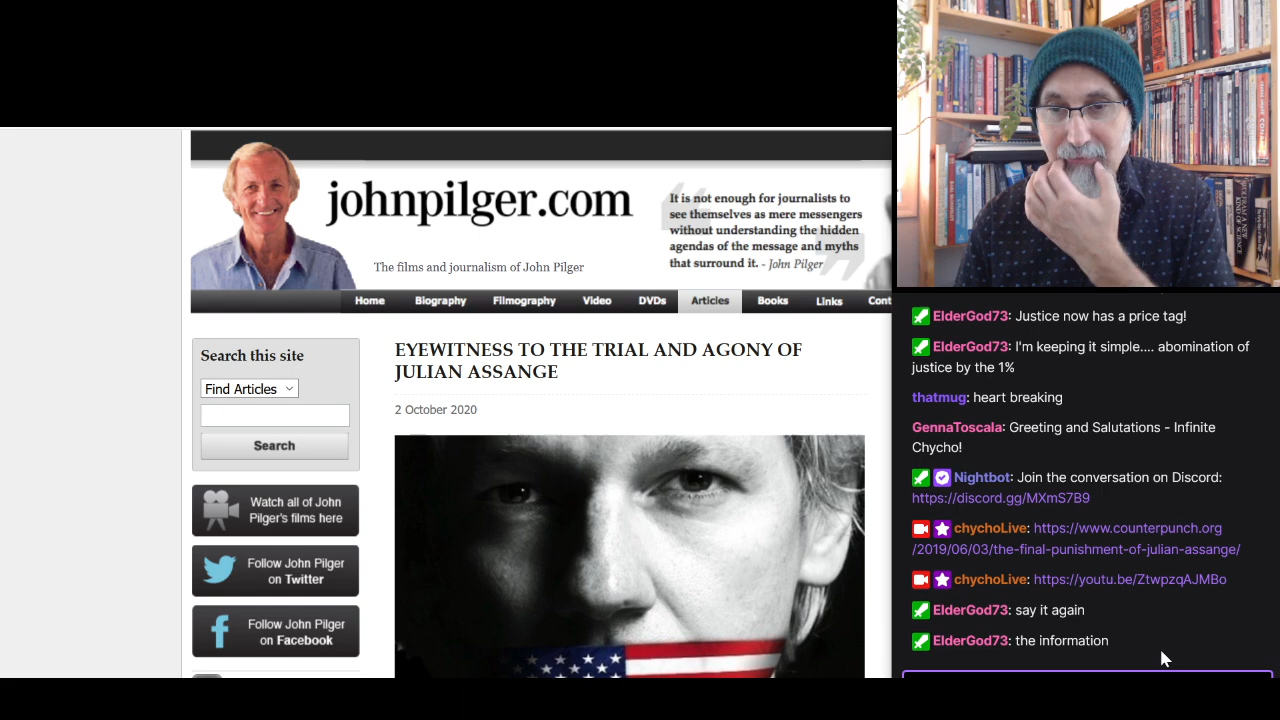 johnpilger.com
The films and journalism of John Pilger
It is not enough for journalists to
see themselves as mere messengers
without understanding the hidden
agendas of the message and myths
that surround it. - John Pilger
Home Biography Filmography Video DVDs Articles Books Links Cont
Search this site
Find Articles
Search
Watch all of John
Pilger's films here
Follow John Pilger
on Twitter
Follow John Pilger
on Facebook
EYEWITNESS TO THE TRIAL AND AGONY OF
JULIAN ASSANGE
2 October 2020
ElderGod73: Justice now has a price tag!
ElderGod73: I'm keeping it simple.... abomination of
justice by the 1%
thatmug: heart breaking
GennaToscala: Greeting and Salutations - Infinite
Chycho!
Nightbot: Join the conversation on Discord:
https://discord.gg/MXmS7B9
chychoLive: https://www.counterpunch.org
/2019/06/03/the-final-punishment-of-julian-assange/
chychoLive: https://youtu.be/ZtwpzqAJMBo
ElderGod73: say it again
ElderGod73: the information